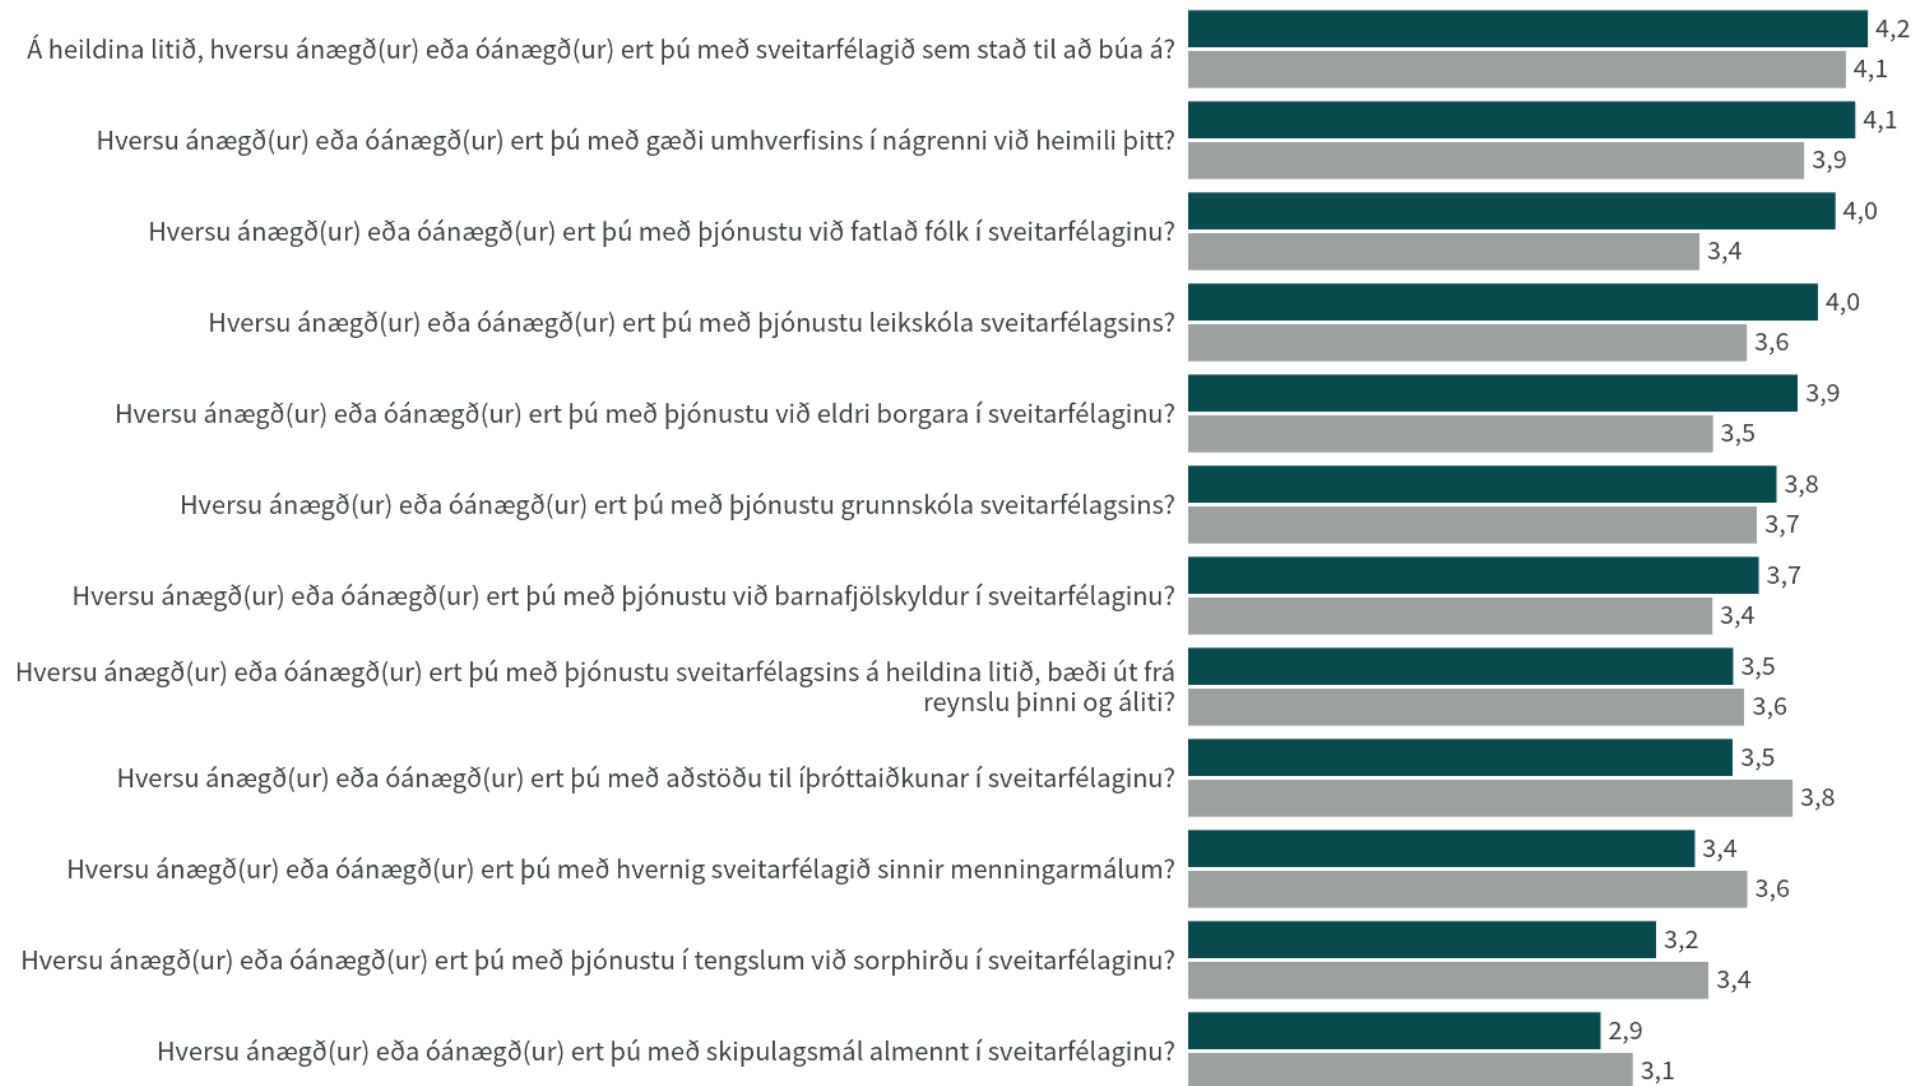 Á heildina litið, hversu ánægð(ur) eða óánægð(ur) ert þú með sveitarfélagið sem stað til að búa á?
4,2
4,1
Hversu ánægð(ur) eða óánægð(ur) ert þú með gæði umhverfisins í nágrenni við heimili þitt?
4,1
3,9
Hversu ánægð(ur) eða óánægð(ur) ert þú með þjónustu við fatlað fólk í sveitarfélaginu?
4,0
3,4
Hversu ánægð(ur) eða óánægð(ur) ert þú með þjónustu leikskóla sveitarfélagsins?
4,0
3,6
Hversu ánægð(ur) eða óánægð(ur) ert þú með þjónustu við eldri borgara í sveitarfélaginu?
3,9
3,5
Hversu ánægð(ur) eða óánægð(ur) ert þú með þjónustu grunnskóla sveitarfélagsins?
3,8
3,7
Hversu ánægð(ur) eða óánægð(ur) ert þú með þjónustu við barnafjölskyldur í sveitarfélaginu?
3,7
3,4
Hversu ánægð(ur) eða óánægð(ur) ert þú með þjónustu sveitarfélagsins á heildina litið, bæði út frá
reynslu þinni og áliti?
3,5
3,6
Hversu ánægð(ur) eða óánægð(ur) ert þú með aðstöðu til íþróttaiðkunar í sveitarfélaginu?
3,5
3,8
Hversu ánægð(ur) eða óánægð(ur) ert þú með hvernig sveitarfélagið sinnir menningarmálum?
3,4
3,6
Hversu ánægð(ur) eða óánægð(ur) ert þú með þjónustu í tengslum við sorphirðu í sveitarfélaginu?
3,2
3,4
Hversu ánægð(ur) eða óánægð(ur) ert þú með skipulagsmál almennt í sveitarfélaginu?
2,9
3,1